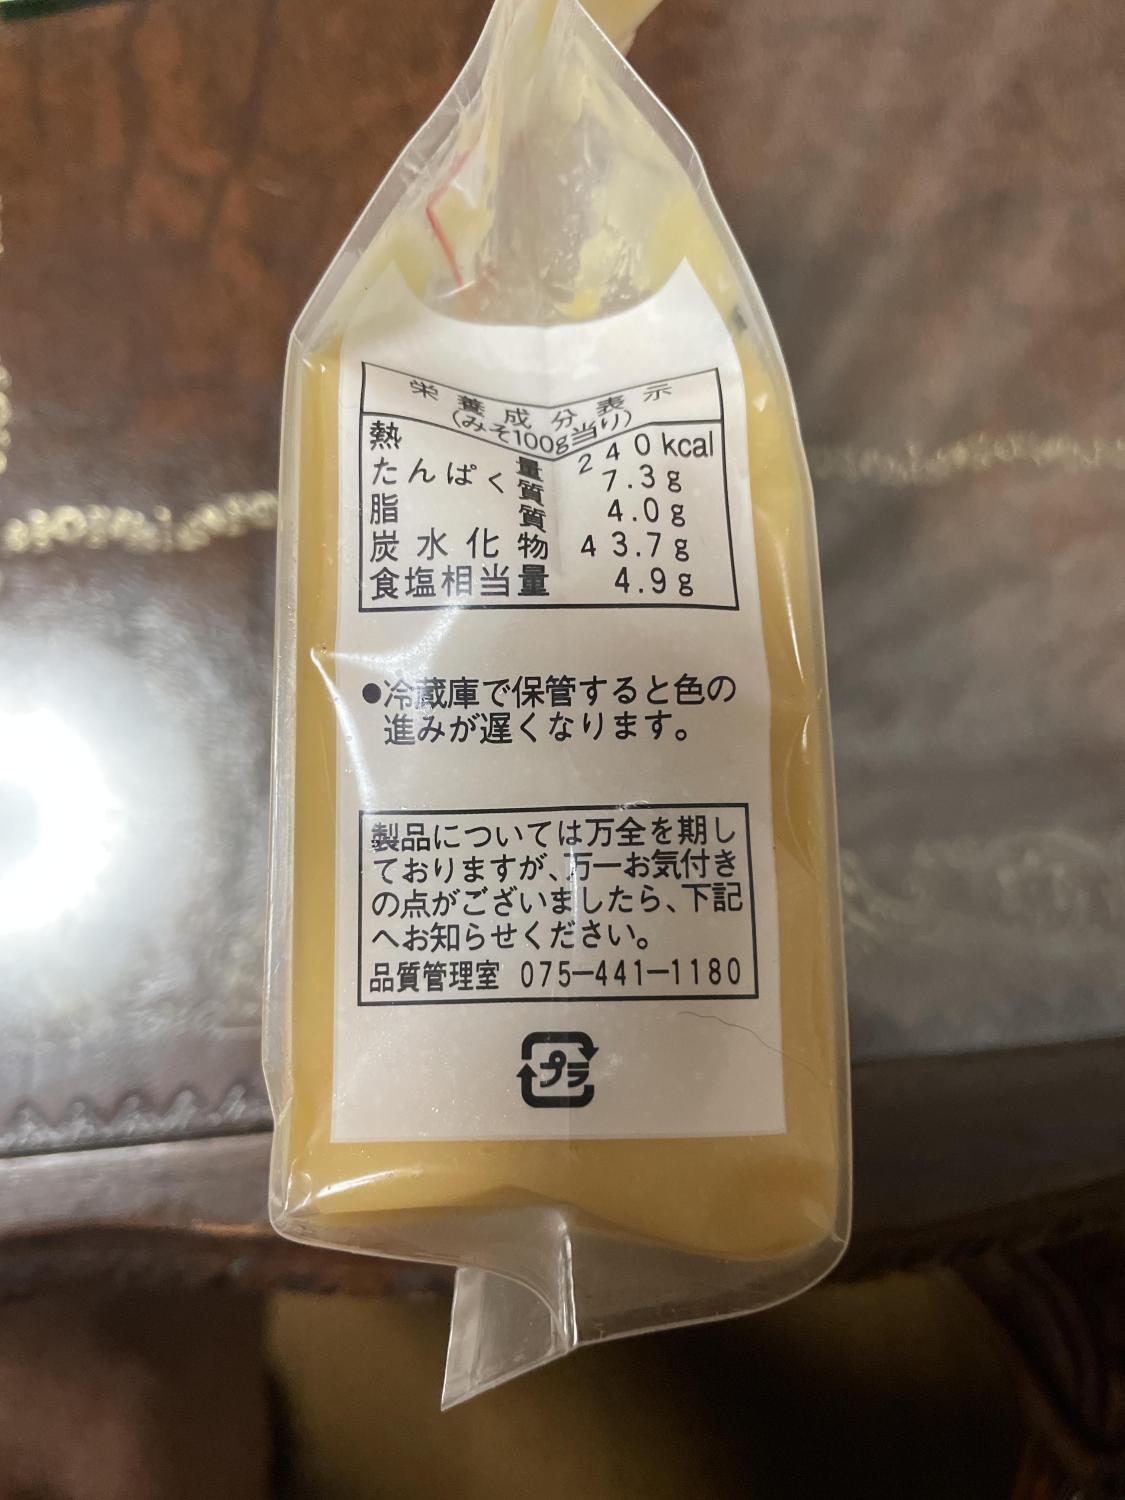 栄養成分表示
(みそ100g当り)
熱量 240kcal
たんぱく質 7.3g
脂質 4.0g
炭水化物 43.7g
食塩相当量 4.9g
●冷蔵庫で保管すると色の
進みが遅くなります。
製品については万全を期し
ておりますが、万一お気付き
の点がございましたら、下記
へお知らせください。
品質管理室 075-441-1180
プラ